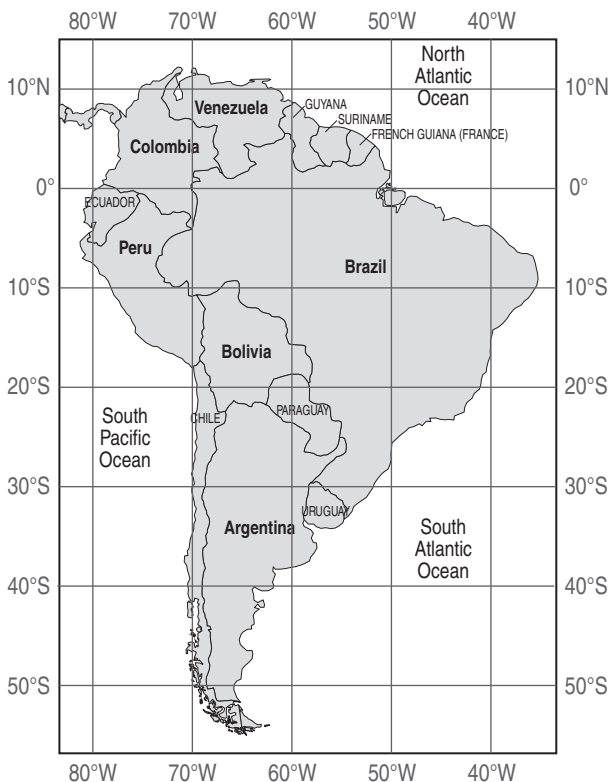 80°W 70°W 60°W 50°W 40°W
North
Atlantic
Ocean
10°N 10°N
Venezuela
GUYANA
SURINAME
FRENCH GUIANA (FRANCE)
Colombia
0° 0°
ECUADOR
Peru
Brazil
10°S 10°S
Bolivia
20°S 20°S
CHILE
PARAGUAY
South
Pacific
Ocean
30°S 30°S
URUGUAY
Argentina
South
Atlantic
Ocean
40°S 40°S
50°S 50°S
80°W 70°W 60°W 50°W 40°W